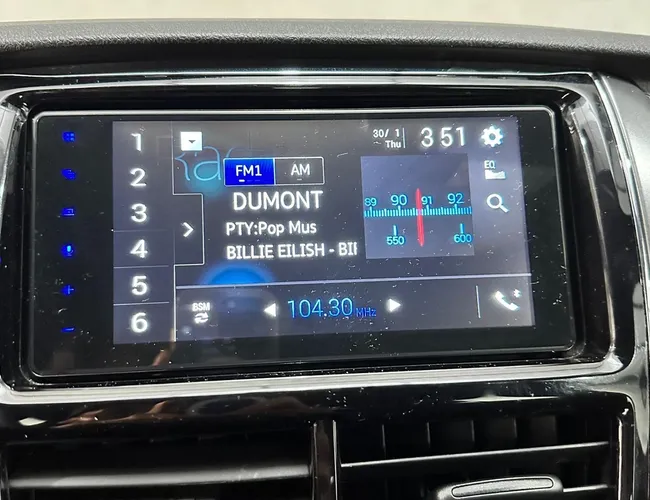 1
2
3
4
5
6
30/ 1
Thu
3 51
FM1
AM
DUMONT
PTY:Pop Mus
BILLIE EILISH - BII
89 90 91 92
550 600
EQ
BSM
104.30 MHz